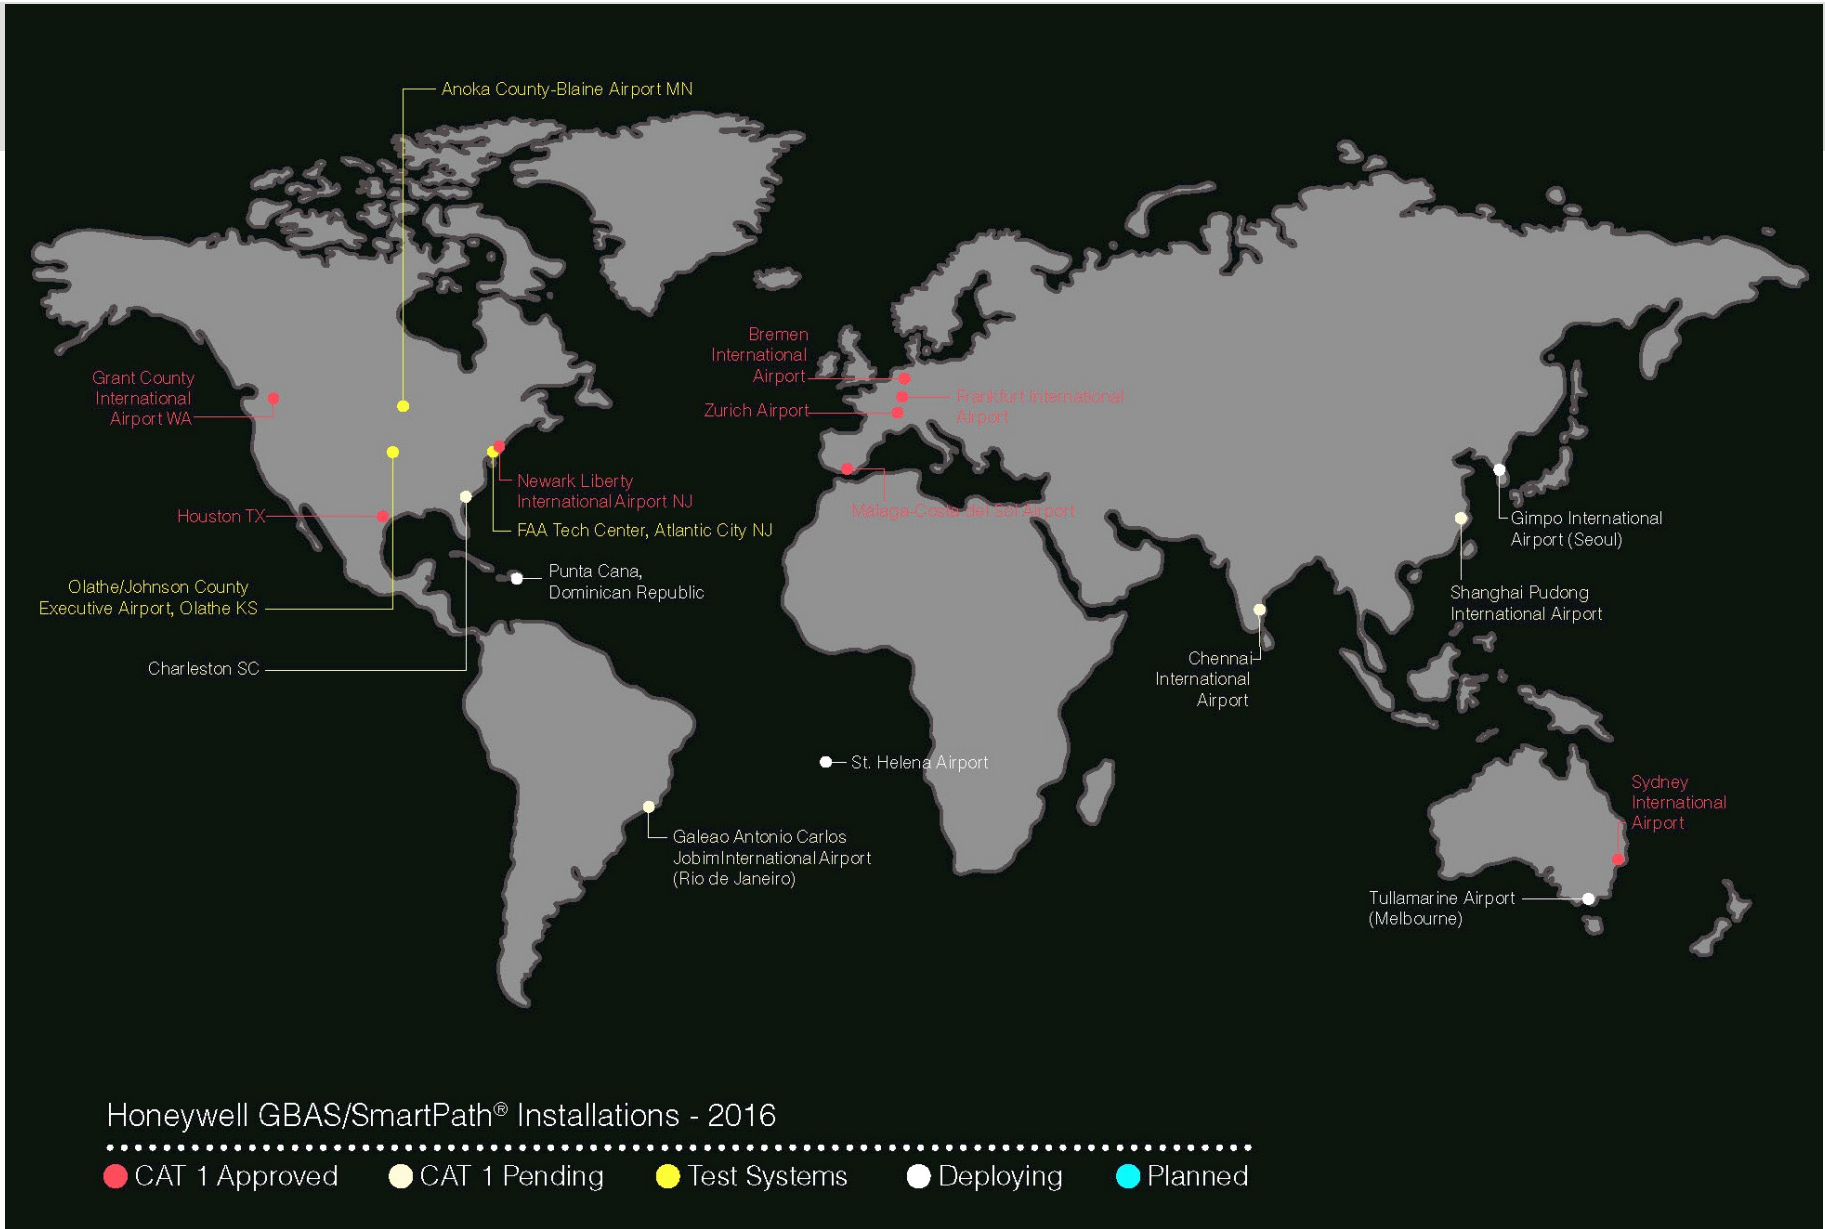 Anoka County-Blaine Airport MN
Bremen
International
Airport
Grant County
International
Airport WA
Frankfurt International
Airport
Zurich Airport
Newark Liberty
International Airport NJ
Houston TX
Málaga-Costa del Sol Airport
FAA Tech Center, Atlantic City NJ
Gimpo International
Airport (Seoul)
Punta Cana,
Dominican Republic
Olathe/Johnson County
Executive Airport, Olathe KS
Shanghai Pudong
International Airport
Charleston SC
Chennai
International
Airport
St. Helena Airport
Sydney
International
Airport
Galeao Antonio Carlos
JobimInternational Airport
(Rio de Janeiro)
Tullamarine Airport
(Melbourne)
Honeywell GBAS/SmartPath® Installations - 2016
CAT 1 Approved
CAT 1 Pending
Test Systems
Deploying
Planned